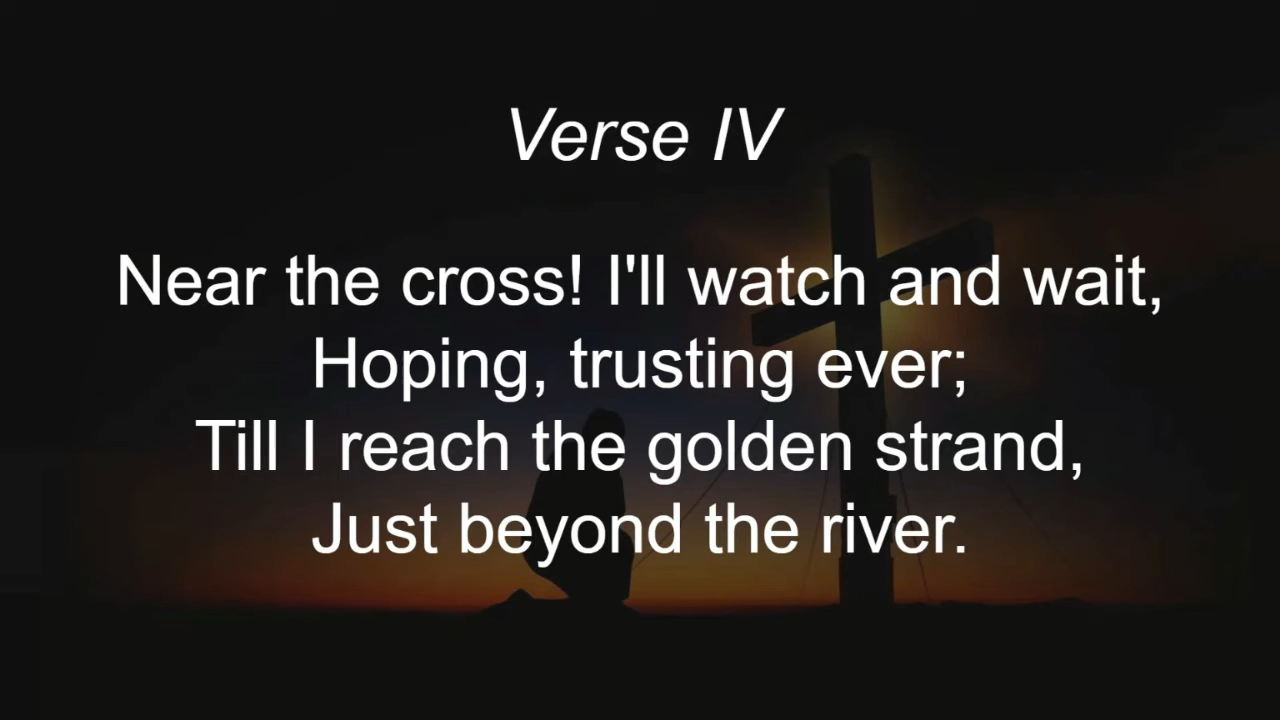 Verse IV
Near the cross! I'll watch and wait,
Hoping, trusting ever;
Till I reach the golden strand,
Just beyond the river.